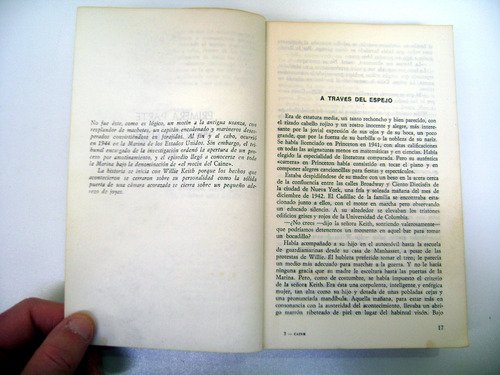 No fue éste, como es lógico, un motín a la antigua usanza, con
resplandor de machetes, un capitán encadenado y marineros deses-
perados convirtiéndose en forajidos. Al fin y al cabo, ocurrió
en 1944 en la Marina de los Estados Unidos. Sin embargo, el tri-
bunal encargado de la investigación ordenó la apertura de un pro-
ceso por amotinamiento, y el episodio llegó a conocerse en toda
la Marina bajo la denominación de «el motín del Caine».
La historia se inicia con Willie Keith porque los hechos que
acontecieron se cerraron sobre su personalidad como la sólida
puerta de una cámara acorazada se cierra sobre un pequeño
de joyas.
A TRAVES DEL ESPEJO
Era de estatura media, un tanto rechoncho y bien parecido, con
el rizado cabello rojizo y un rostro inocente y alegre, más intere-
sante por la jovial expresión de sus ojos y de su boca, un poco
grande, que por la fuerza de su barbilla o la nobleza de su nariz.
Se había licenciado en Princeton en 1941; con altas calificaciones
en todas las asignaturas menos en matemáticas y en ciencias. Había
elegido la especialidad de literatura comparada. Pero su auténtica
«carrera» en Princeton había consistido en tocar el piano y en
componer alegres cancioncillas para fiestas y espectáculos.
Estaba despidiéndose de su madre con un beso en la acera cerca
de la confluencia entre las calles Broadway y Ciento Dieciséis de
la ciudad de Nueva York, una fría y soleada mañana del mes de
diciembre de 1942. El Cadillac de la familia se encontraba esta-
cionado junto a ellos, con el motor en marcha pero observando
un educado silencio. A su alrededor se elevaban los tristones
edificios grises y rojos de la Universidad de Columbia.
—¿No crees —dijo la señora Keith, sonriendo valerosamente— que
podríamos detenernos un momento en aquel bar para tomar
un bocadillo?
Había acompañado a su hijo en el automóvil hasta la escuela
de guardiamarinas desde su casa de Manhasset, a pesar de las
protestas de Willie. Él hubiera preferido tomar el tren; le parecía
un medio más adecuado para marchar a la guerra. Y no le hacía
ninguna gracia que su madre le escoltara hasta las puertas de la
Marina. Pero, como de costumbre, se había impuesto el criterio
de la señora Keith. Era ésta una corpulenta, inteligente y enérgica
mujer, tan alta como su hijo y dotada de unas pobladas cejas y
una pronunciada mandíbula. Aquella mañana, para estar más en
consonancia con la austeridad del acontecimiento, llevaba un abri-
go marrón ribeteado de piel en lugar del habitual visón. Bajo
17